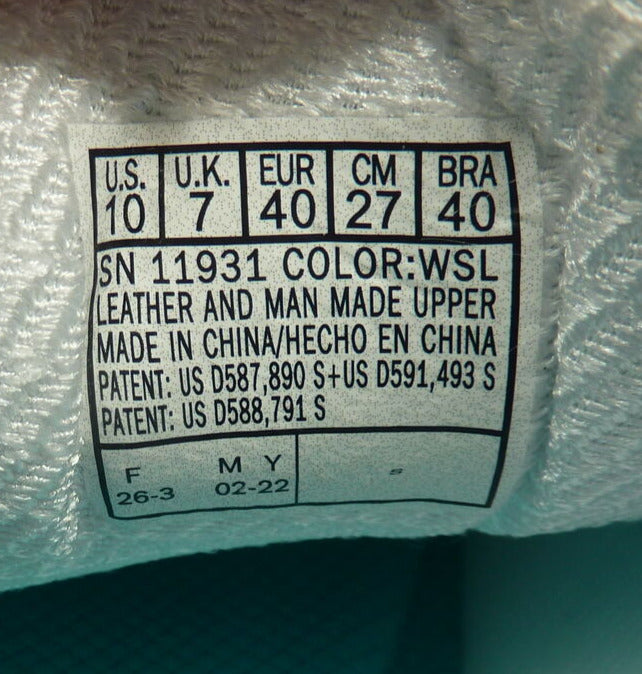 U.S. U.K. EUR CM BRA
10 7 40 27 40
SN 11931 COLOR:WSL
LEATHER AND MAN MADE UPPER
MADE IN CHINA/HECHO EN CHINA
PATENT: US D587,890 S+US D591,493 S
PATENT: US D588,791 S
F M Y
26-3 02-22 s